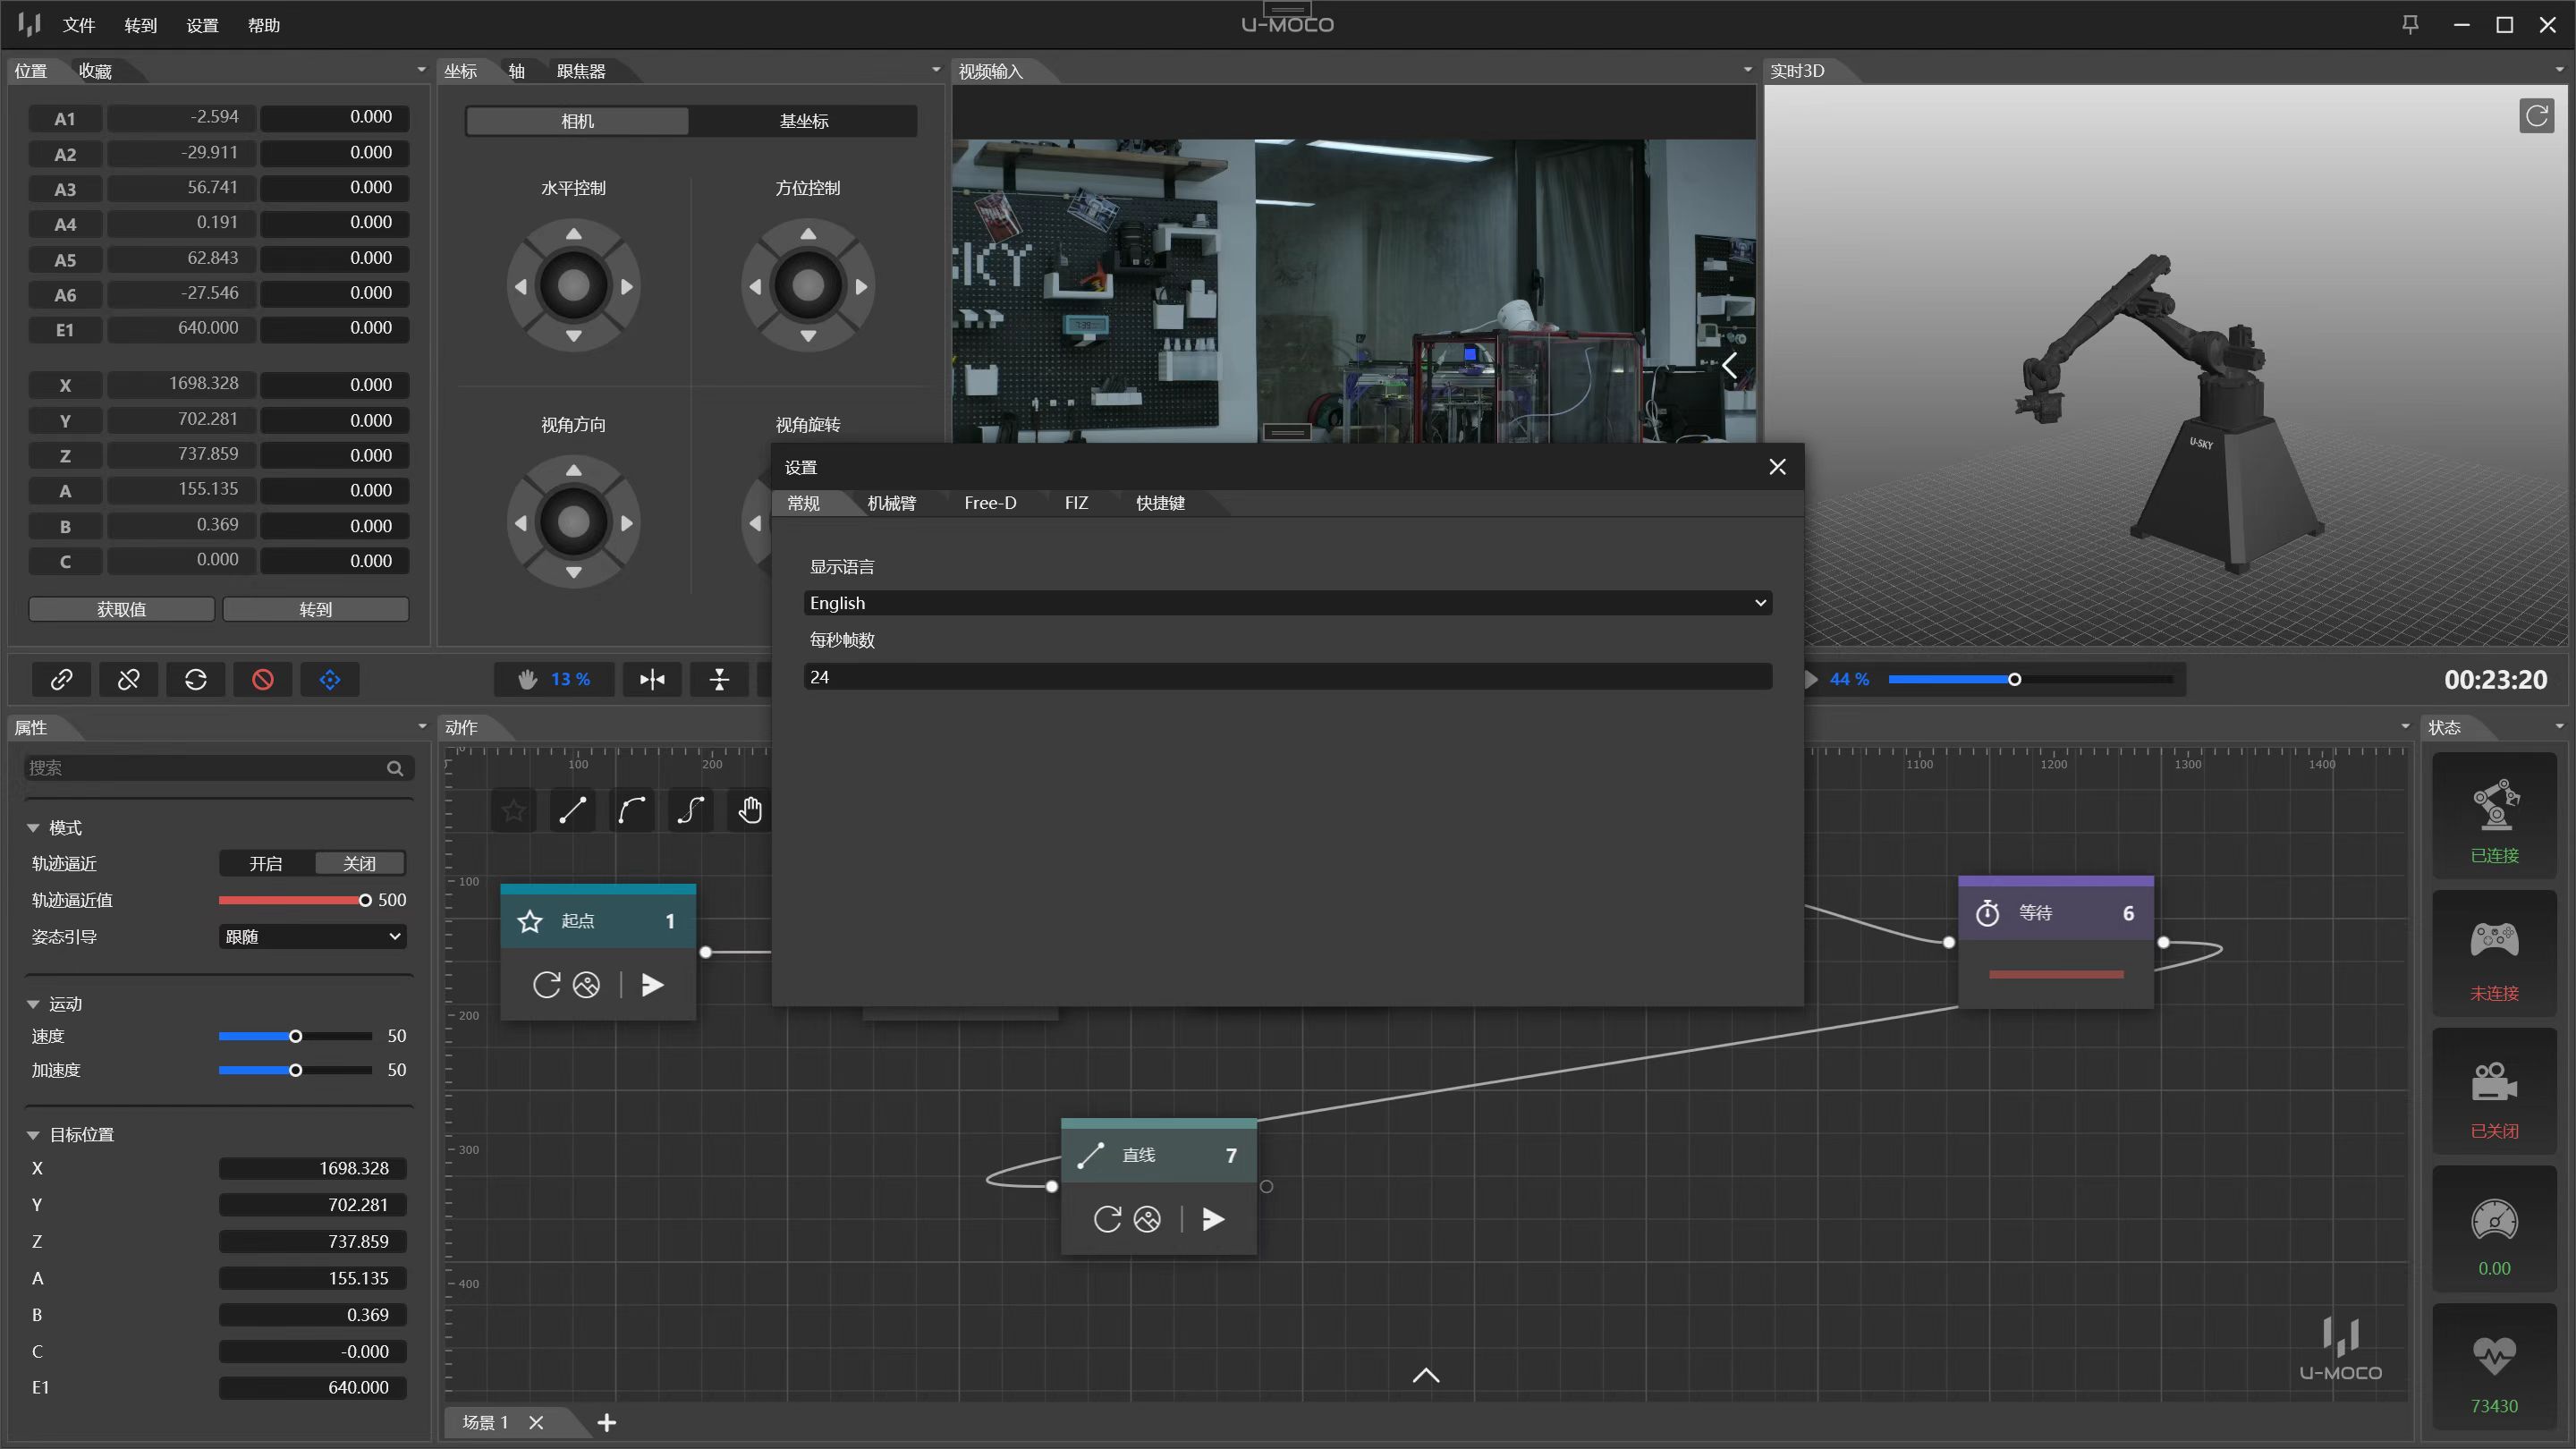 文件 转到 设置 帮助
U-MOCO
位置 收藏
坐标 轴 跟焦器
视频输入
实时3D
A1 -2.594 0.000
A2 -29.911 0.000
A3 56.741 0.000
A4 0.191 0.000
A5 62.843 0.000
A6 -27.546 0.000
E1 640.000 0.000
X 1698.328 0.000
Y 702.281 0.000
Z 737.859 0.000
A 155.135 0.000
B 0.369 0.000
C 0.000 0.000
获取值 转到
相机 基坐标
水平控制 方位控制
视角方向 视角旋转
SKY
U-SKY
设置
常规 机械臂 Free-D FIZ 快捷键
显示语言
English
每秒帧数
24
13 %
44 %
00:23:20
属性
搜索
模式
轨迹逼近 开启 关闭
轨迹逼近值 500
姿态引导 跟随
运动
速度 50
加速度 50
目标位置
X 1698.328
Y 702.281
Z 737.859
A 155.135
B 0.369
C -0.000
E1 640.000
动作
0 100 200 1100 1200 1300 1400
100
200
300
400
起点 1
等待 6
直线 7
U-MOCO
场景 1
状态
已连接
未连接
已关闭
0.00
73430